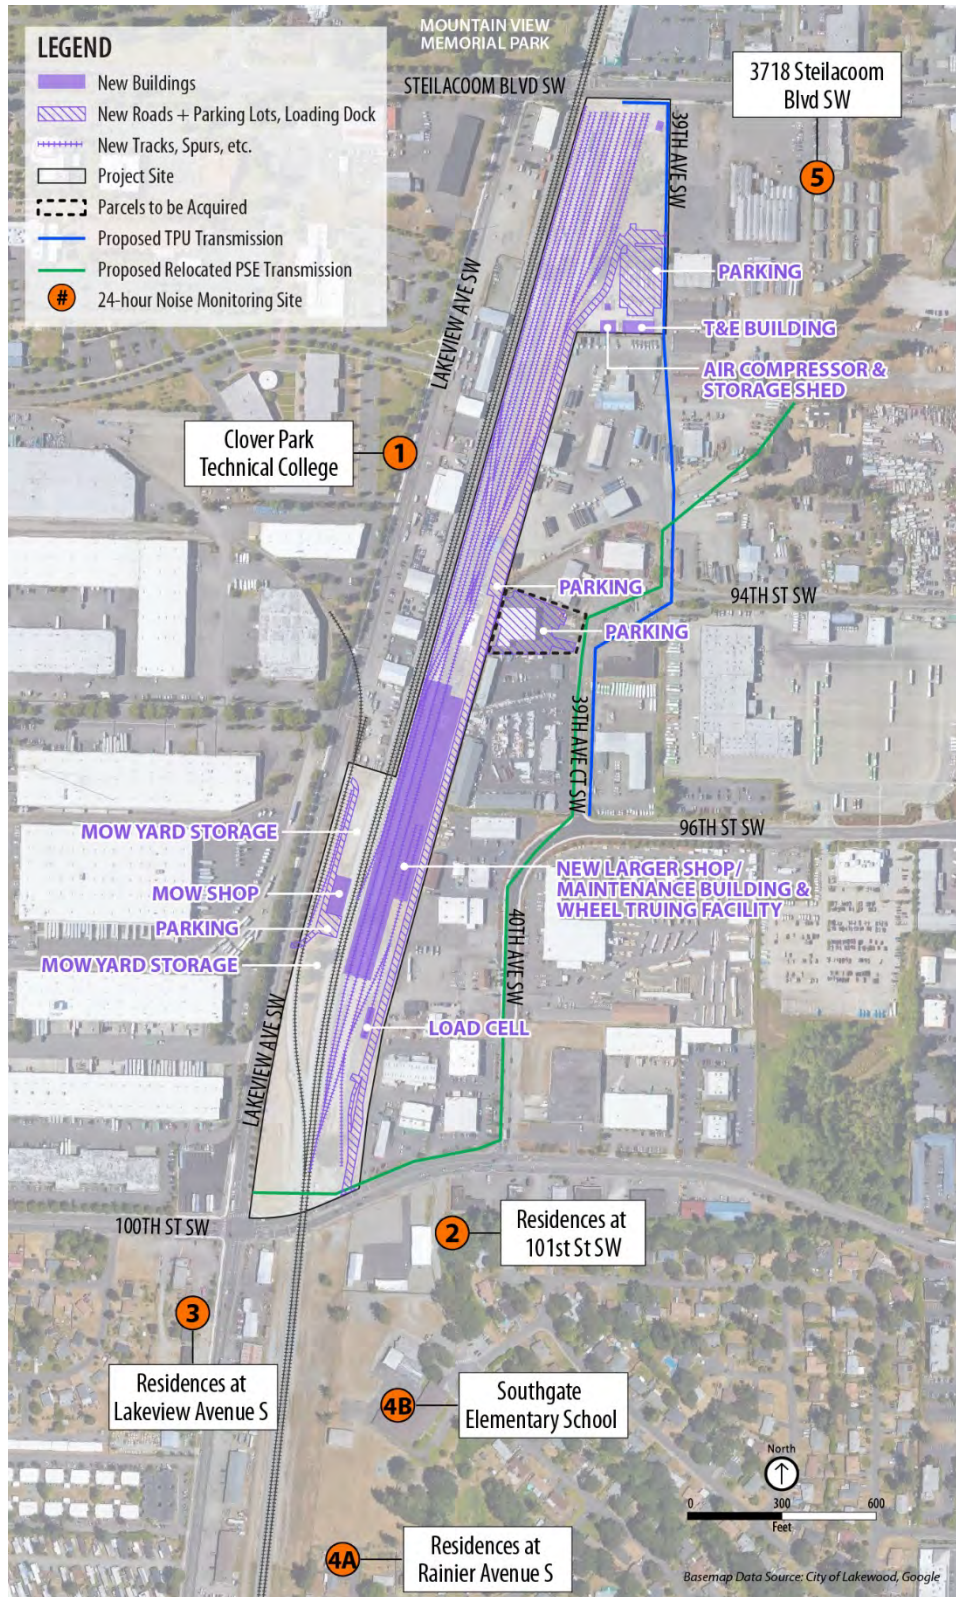 MOUNTAIN VIEW
MEMORIAL PARK
LEGEND
New Buildings
New Roads + Parking Lots, Loading Dock
New Tracks, Spurs, etc.
Project Site
Parcels to be Acquired
Proposed TPU Transmission
Proposed Relocated PSE Transmission
#
24-hour Noise Monitoring Site
STEILACOOM BLVD SW
3718 Steilacoom
Blvd SW
5
39TH AVE SW
PARKING
LAKEVIEW AVE SW
T&E BUILDING
AIR COMPRESSOR &
STORAGE SHED
Clover Park
Technical College
1
PARKING
94TH ST SW
PARKING
39TH AVE CT SW
MOW YARD STORAGE
96TH ST SW
MOW SHOP
NEW LARGER SHOP/
MAINTENANCE BUILDING &
WHEEL TRUING FACILITY
PARKING
40TH AVE SW
MOW YARD STORAGE
LOAD CELL
LAKEVIEW AVE SW
100TH ST SW
2
Residences at
101st St SW
3
Residences at
Lakeview Avenue S
4B
Southgate
Elementary School
North
0 300 600
Feet
4A
Residences at
Rainier Avenue S
Basemap Data Source: City of Lakewood, Google